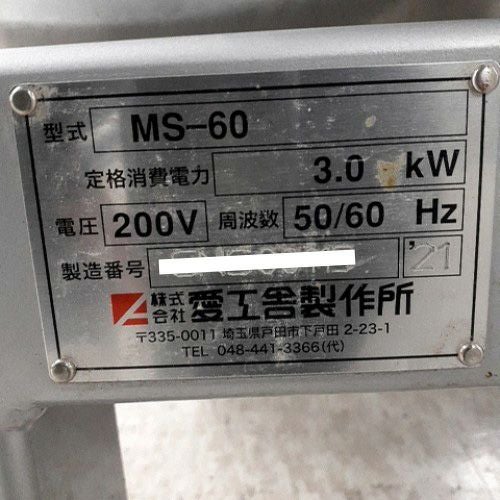 型式 MS-60
定格消費電力 3.0 kW
電圧 200V 周波数 50/60 Hz
製造番号 '21
株式会社 愛工舎製作所
〒335-0011 埼玉県戸田市下戸田 2-23-1
TEL 048-441-3366(代)